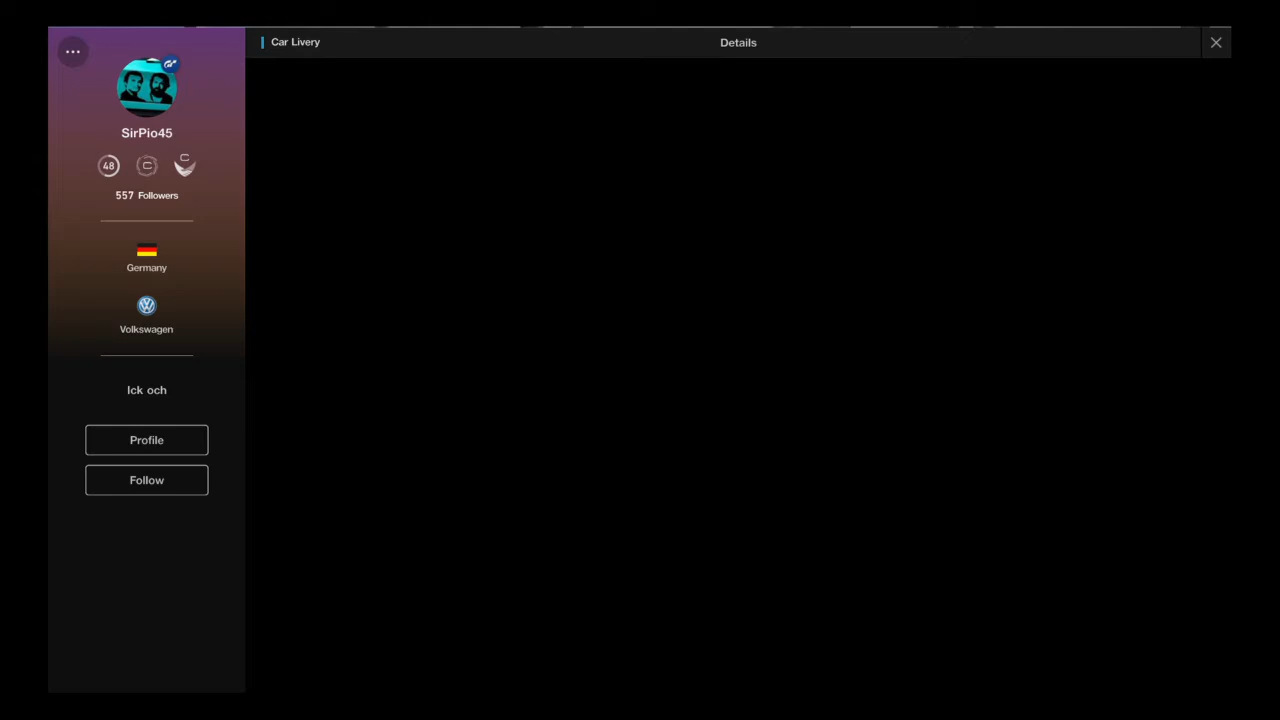 Car Livery
Details
SirPio45
48
C
C
557 Followers
Germany
Volkswagen
Ick och
Profile
Follow